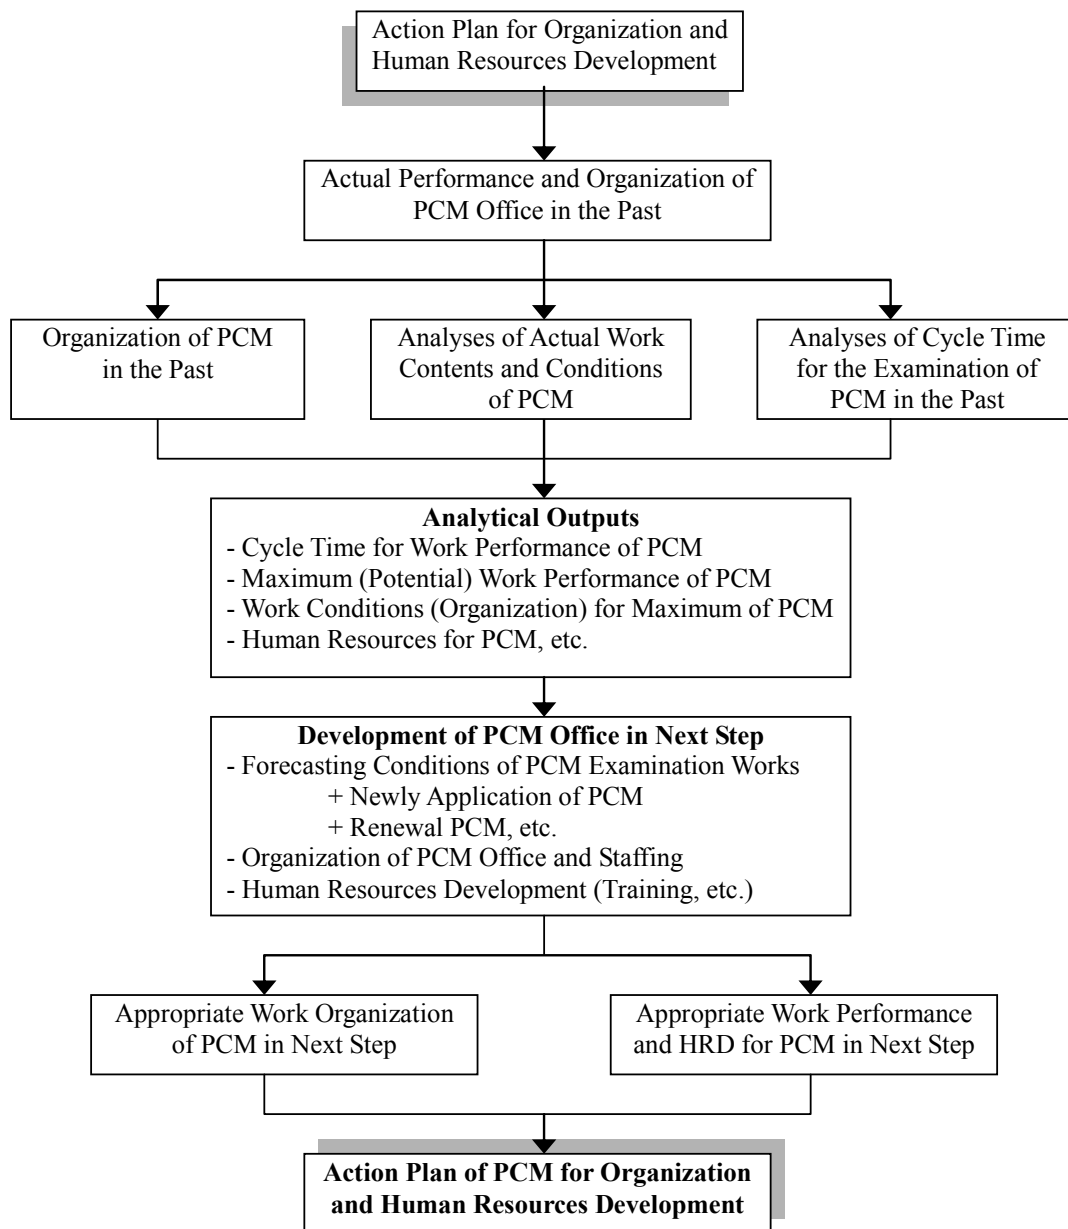 Action Plan for Organization and
Human Resources Development
Actual Performance and Organization of
PCM Office in the Past
Organization of PCM
in the Past
Analyses of Actual Work
Contents and Conditions
of PCM
Analyses of Cycle Time
for the Examination of
PCM in the Past
Analytical Outputs
- Cycle Time for Work Performance of PCM
- Maximum (Potential) Work Performance of PCM
- Work Conditions (Organization) for Maximum of PCM
- Human Resources for PCM, etc.
Development of PCM Office in Next Step
- Forecasting Conditions of PCM Examination Works
+ Newly Application of PCM
+ Renewal PCM, etc.
- Organization of PCM Office and Staffing
- Human Resources Development (Training, etc.)
Appropriate Work Organization
of PCM in Next Step
Appropriate Work Performance
and HRD for PCM in Next Step
Action Plan of PCM for Organization
and Human Resources Development